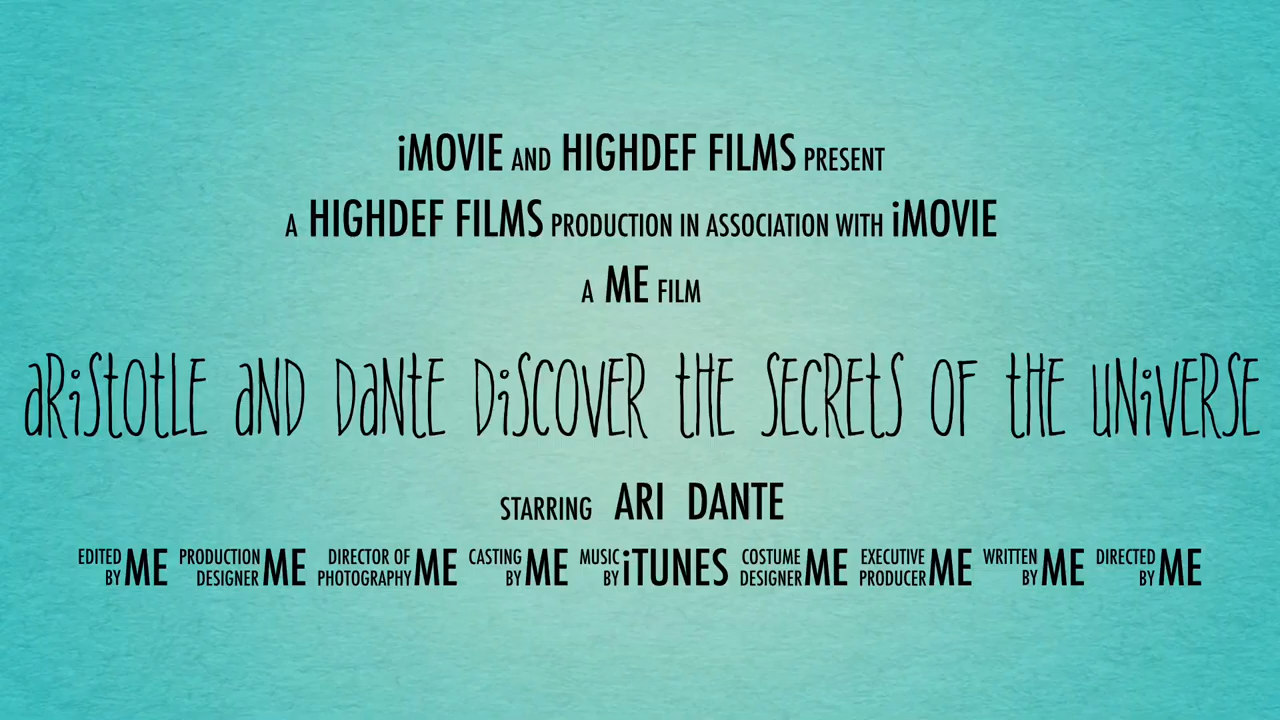 iMOVIE AND HIGHDEF FILMS PRESENT
A HIGHDEF FILMS PRODUCTION IN ASSOCIATION WITH iMOVIE
A ME FILM
aRiStOtLE aND DaNtE DiSCOVER tHE SECREtS OF tHE UNiVERSE
STARRING ARI DANTE
EDITED BY ME PRODUCTION DESIGNER ME DIRECTOR OF PHOTOGRAPHY ME CASTING BY ME MUSIC BY iTUNES COSTUME DESIGNER ME EXECUTIVE PRODUCER ME WRITTEN BY ME DIRECTED BY ME